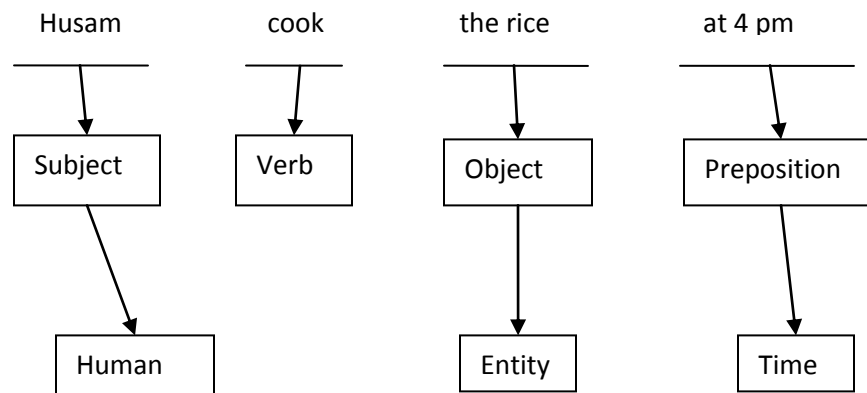 Husam cook the rice at 4 pm
Subject Verb Object Preposition
Human Entity Time